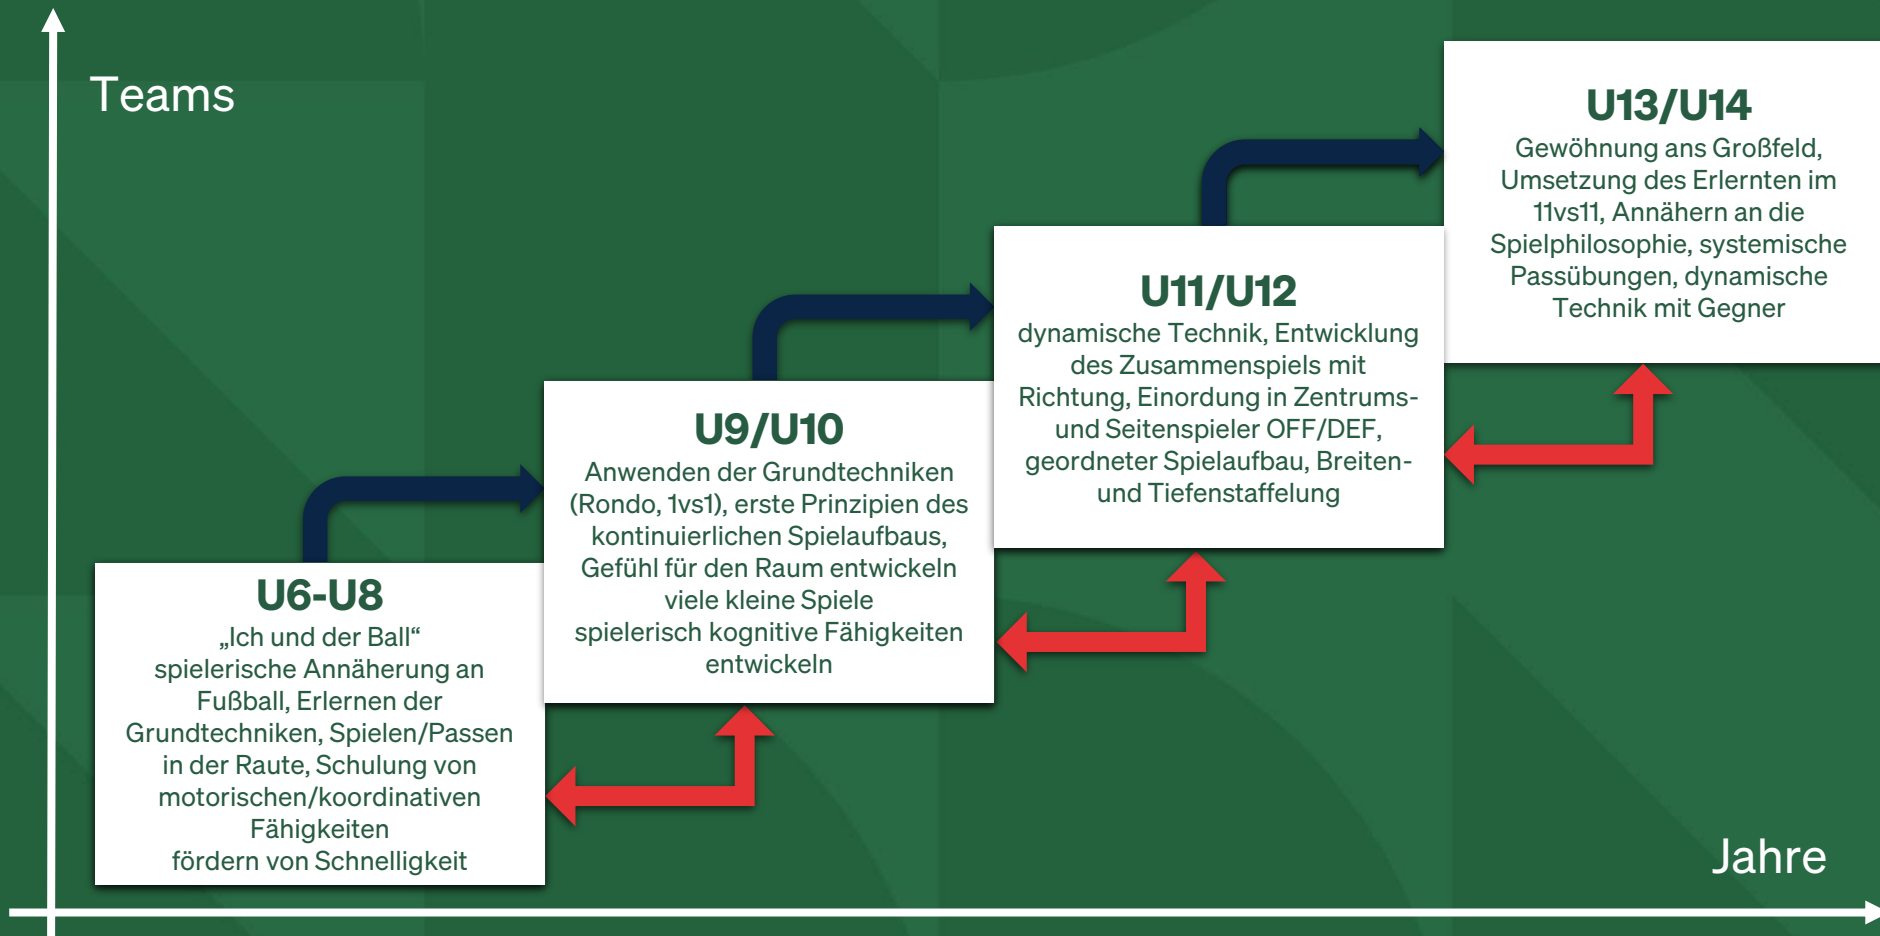 Teams
U13/U14
Gewöhnung ans Großfeld,
Umsetzung des Erlernten im
11vs11, Annähern an die
Spielphilosophie, systemische
Passübungen, dynamische
Technik mit Gegner
U11/U12
dynamische Technik, Entwicklung
des Zusammenspiels mit
Richtung, Einordung in Zentrums-
und Seitenspieler OFF/DEF,
geordneter Spielaufbau, Breiten-
und Tiefenstaffelung
U9/U10
Anwenden der Grundtechniken
(Rondo, 1vs1), erste Prinzipien des
kontinuierlichen Spielaufbaus,
Gefühl für den Raum entwickeln
viele kleine Spiele
spielerisch kognitive Fähigkeiten
entwickeln
U6-U8
„Ich und der Ball“
spielerische Annäherung an
Fußball, Erlernen der
Grundtechniken, Spielen/Passen
in der Raute, Schulung von
motorischen/koordinativen
Fähigkeiten
fördern von Schnelligkeit
Jahre